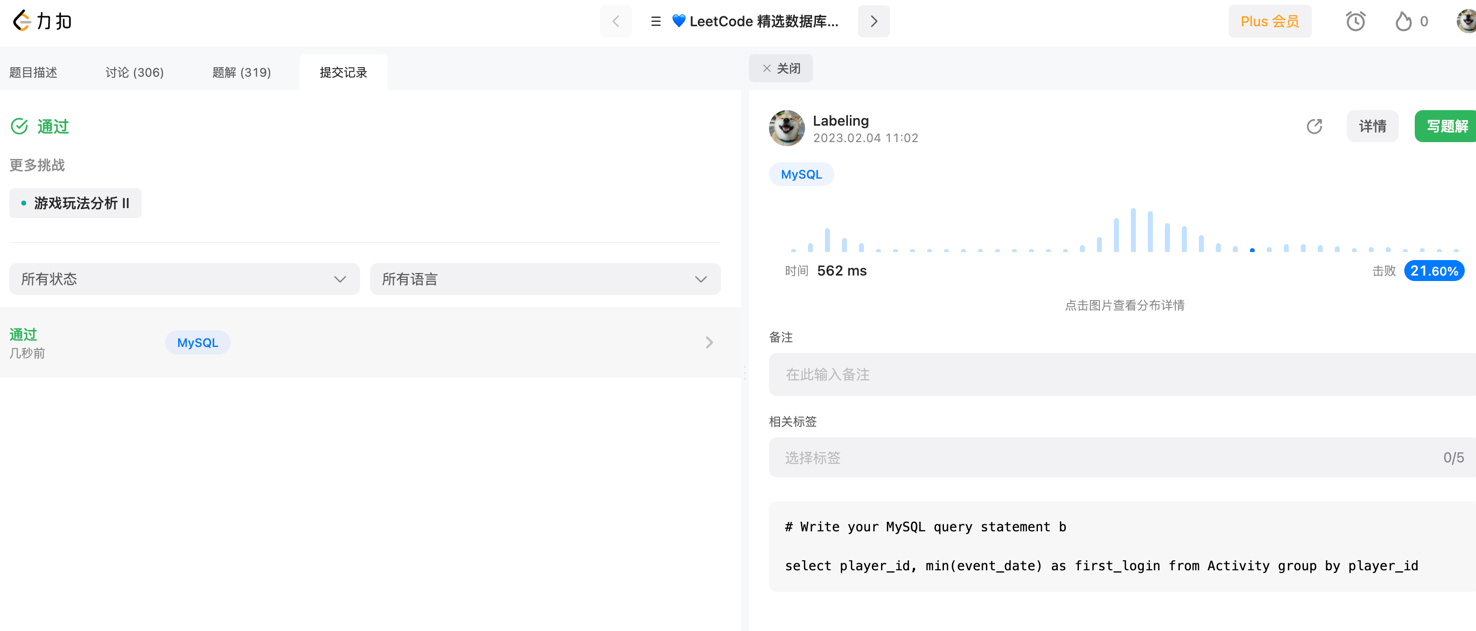 力扣
💙 LeetCode 精选数据库...
Plus 会员
0
题目描述
讨论 (306)
题解 (319)
提交记录
通过
更多挑战
游戏玩法分析 II
所有状态
所有语言
通过
几秒前
MySQL
关闭
Labeling
2023.02.04 11:02
详情
写题解
MySQL
时间 562 ms
击败 21.60%
点击图片查看分布详情
备注
在此输入备注
相关标签
选择标签
0/5
# Write your MySQL query statement b
select player_id, min(event_date) as first_login from Activity group by player_id